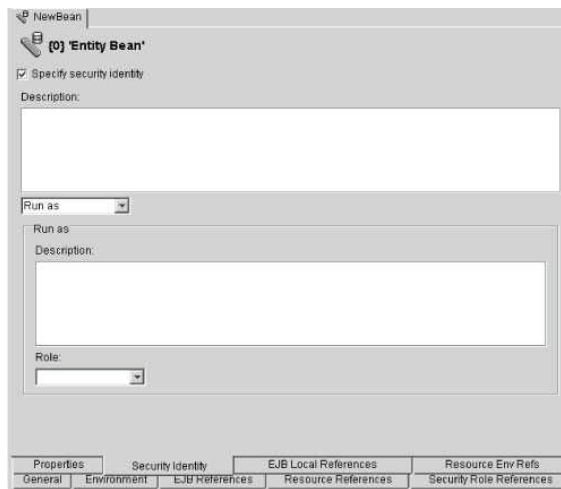 NewBean
{0} 'Entity Bean'
Specify security identity
Description:
Run as
Run as
Description:
Role:
Properties Security Identity EJB Local References Resource Env Refs
General Environment EJB References Resource References Security Role References